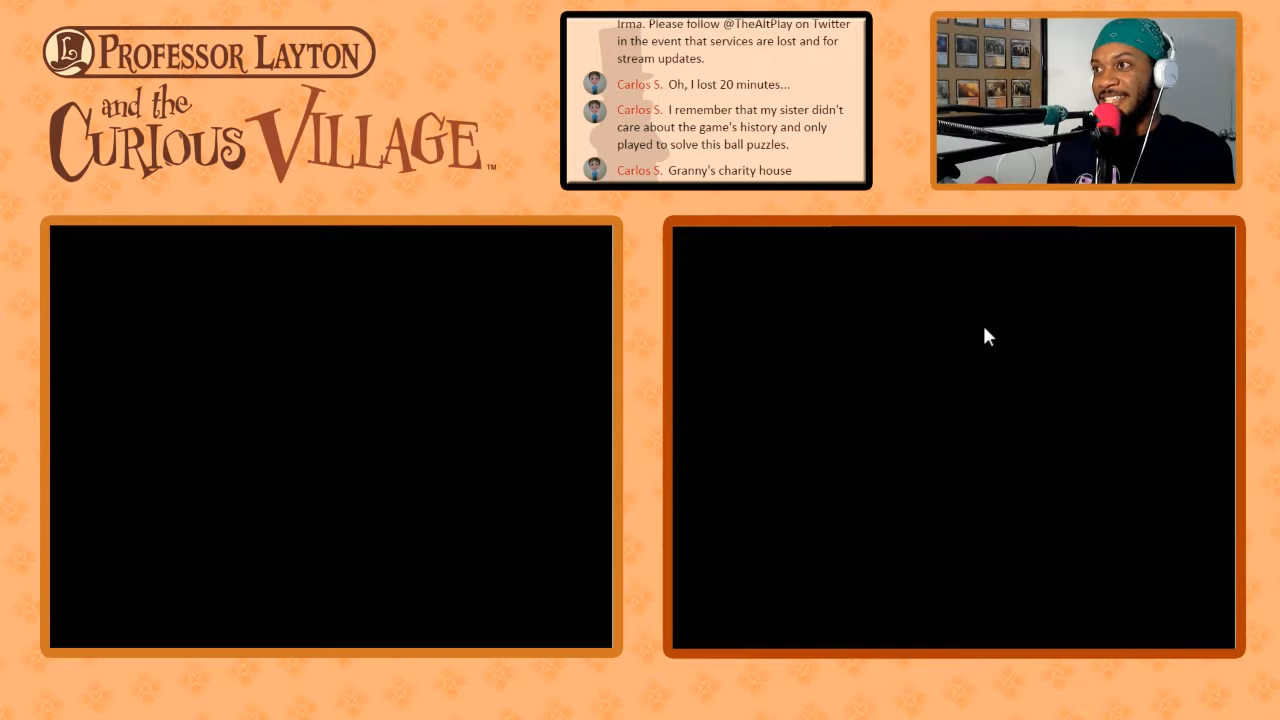 PROFESSOR LAYTON
and the
CURIOUS VILLAGE™
Irma. Please follow @TheAltPlay on Twitter
in the event that services are lost and for
stream updates.
Carlos S. Oh, I lost 20 minutes...
Carlos S. I remember that my sister didn't
care about the game's history and only
played to solve this ball puzzles.
Carlos S. Granny's charity house